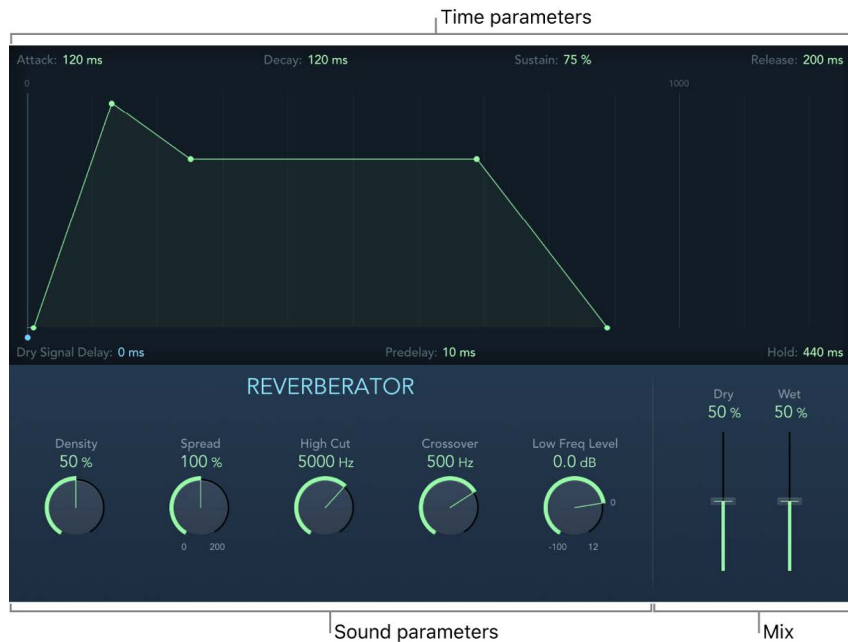 Time parameters
Attack: 120 ms Decay: 120 ms Sustain: 75 % Release: 200 ms
0 1000
Dry Signal Delay: 0 ms Predelay: 10 ms Hold: 440 ms
REVERBERATOR
Dry Wet
50 % 50 %
Density Spread High Cut Crossover Low Freq Level
50 % 100 % 5000 Hz 500 Hz 0.0 dB
0
0 200 -100 12
Sound parameters Mix